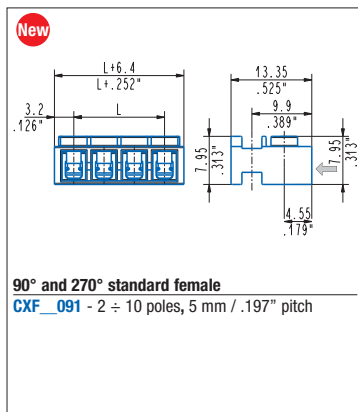 New
L+6.4
L+.252"
3.2
.126"
L
7.95
.313"
13.35
.525"
9.9
.389"
7.95
.313"
4.55
.179"
90° and 270° standard female
CXF__091 - 2 ÷ 10 poles, 5 mm / .197” pitch